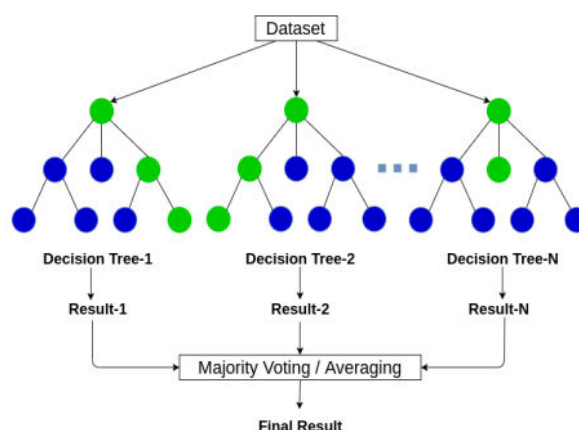 Dataset
Decision Tree-1 Decision Tree-2 Decision Tree-N
Result-1 Result-2 Result-N
Majority Voting / Averaging
Final Result